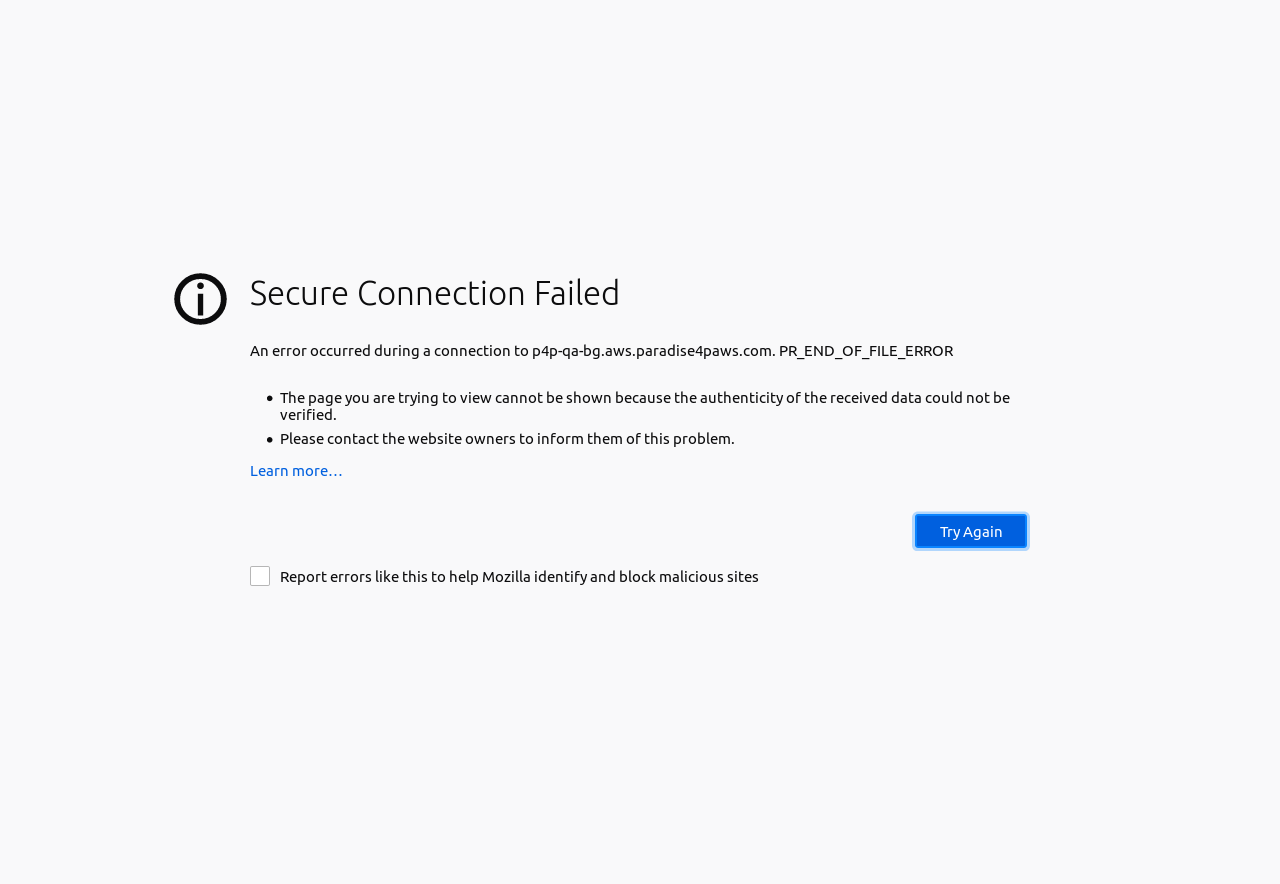 Secure Connection Failed
An error occurred during a connection to p4p-qa-bg.aws.paradise4paws.com. PR_END_OF_FILE_ERROR
• The page you are trying to view cannot be shown because the authenticity of the received data could not be
verified.
• Please contact the website owners to inform them of this problem.
Learn more…
Try Again
Report errors like this to help Mozilla identify and block malicious sites